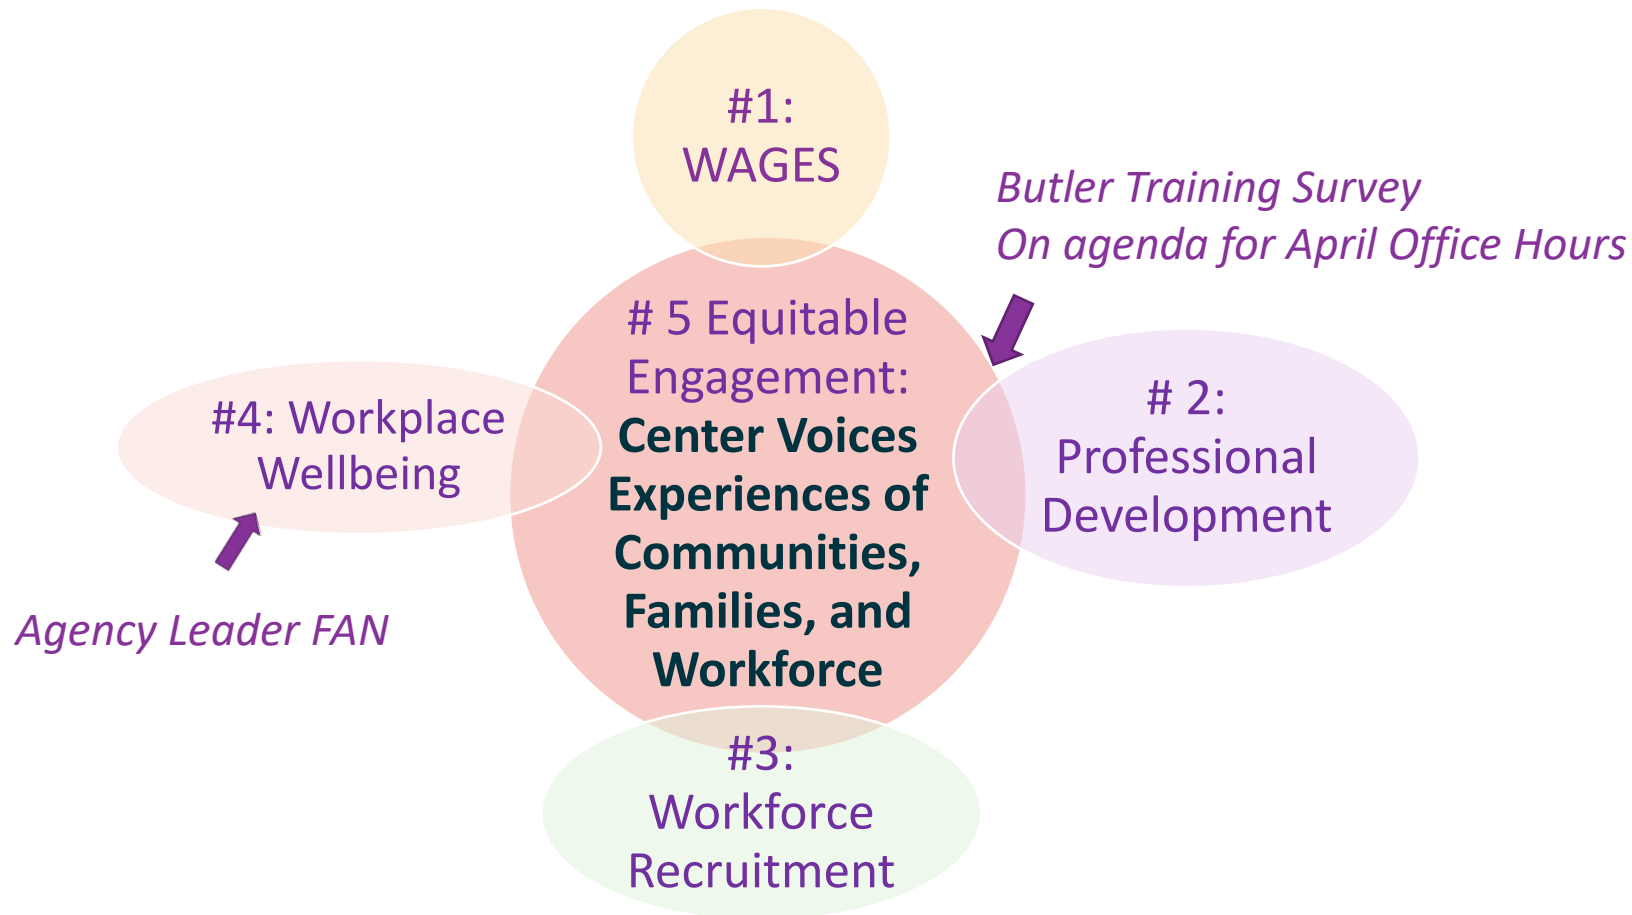 #1:
WAGES
Butler Training Survey
On agenda for April Office Hours
# 5 Equitable
Engagement:
Center Voices
Experiences of
Communities,
Families, and
Workforce
# 2:
Professional
Development
#4: Workplace
Wellbeing
Agency Leader FAN
#3:
Workforce
Recruitment